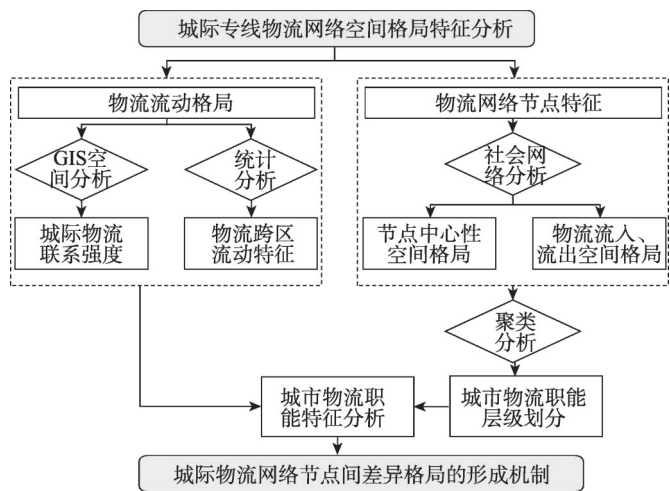 城际专线物流网络空间格局特征分析
物流流动格局
物流网络节点特征
GIS空
间分析
统计
分析
社会网
络分析
城际物流
联系强度
物流跨区
流动特征
节点中心性
空间格局
物流流入、
流出空间格局
聚类
分析
城市物流职
能特征分析
城市物流职能
层级划分
城际物流网络节点间差异格局的形成机制